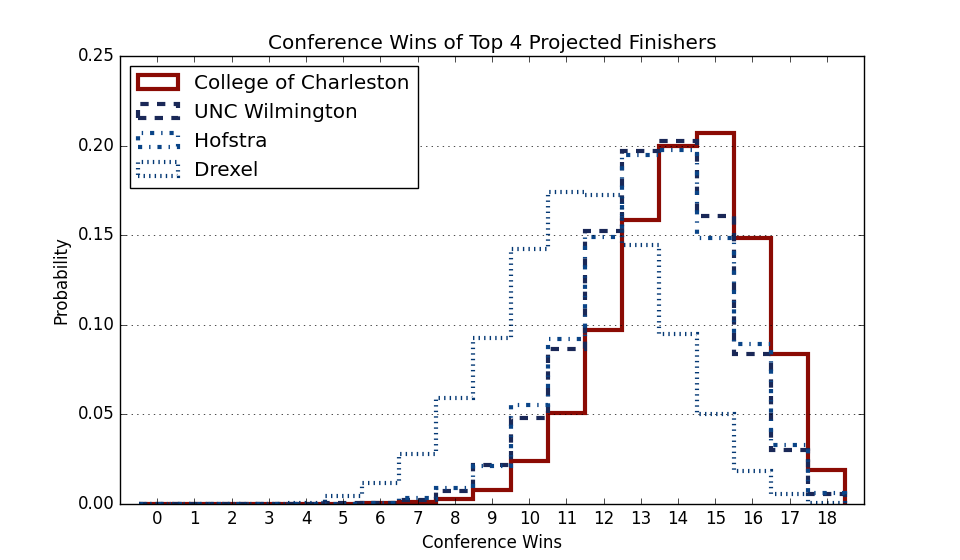 Conference Wins of Top 4 Projected Finishers
College of Charleston
UNC Wilmington
Hofstra
Drexel
0.25
0.20
0.15
0.10
0.05
0.00
Probability
0 1 2 3 4 5 6 7 8 9 10 11 12 13 14 15 16 17 18
Conference Wins